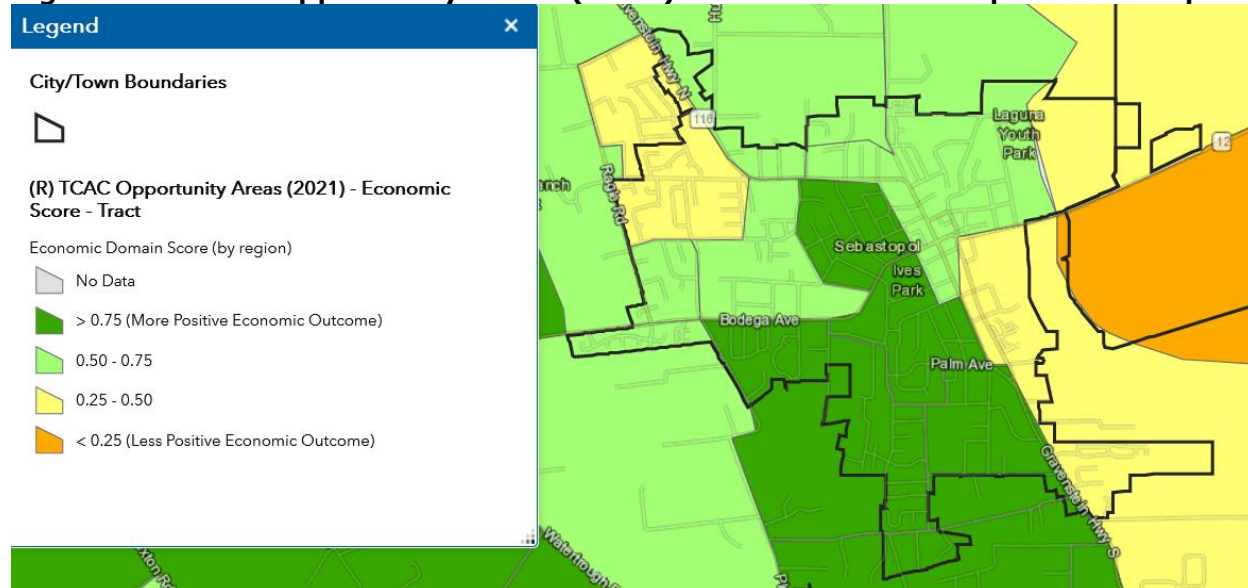 Legend
×
City/Town Boundaries
(R) TCAC Opportunity Areas (2021) - Economic
Score - Tract
Economic Domain Score (by region)
No Data
> 0.75 (More Positive Economic Outcome)
0.50 - 0.75
0.25 - 0.50
< 0.25 (Less Positive Economic Outcome)
Hwy N
116
Laguna
Youth
Park
12
Ragle Rd
Sebastopol
Ives
Park
Bodega Ave
Palm Ave
Gravenstein Hwy S